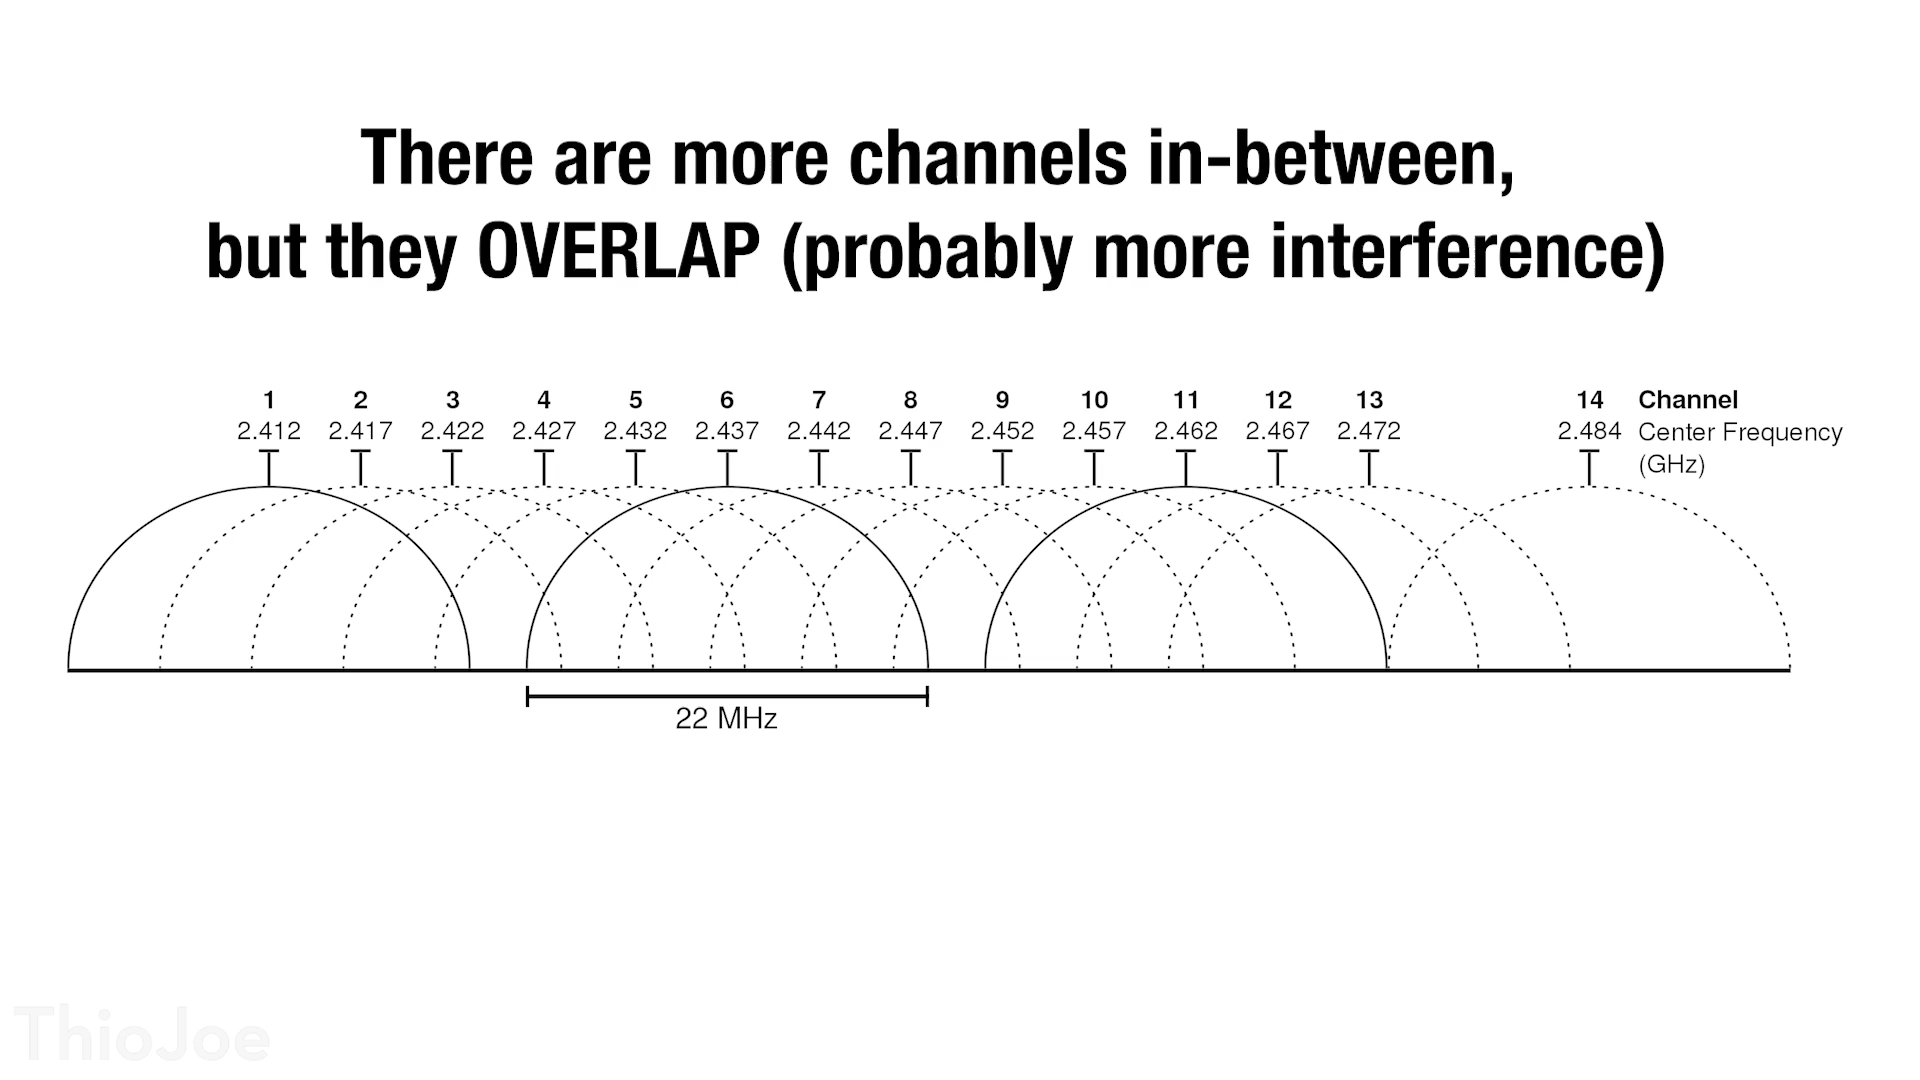 There are more channels in-between,
but they OVERLAP (probably more interference)
1 2 3 4 5 6 7 8 9 10 11 12 13 14 Channel
2.412 2.417 2.422 2.427 2.432 2.437 2.442 2.447 2.452 2.457 2.462 2.467 2.472 2.484 Center Frequency
(GHz)
22 MHz
ThioJoe